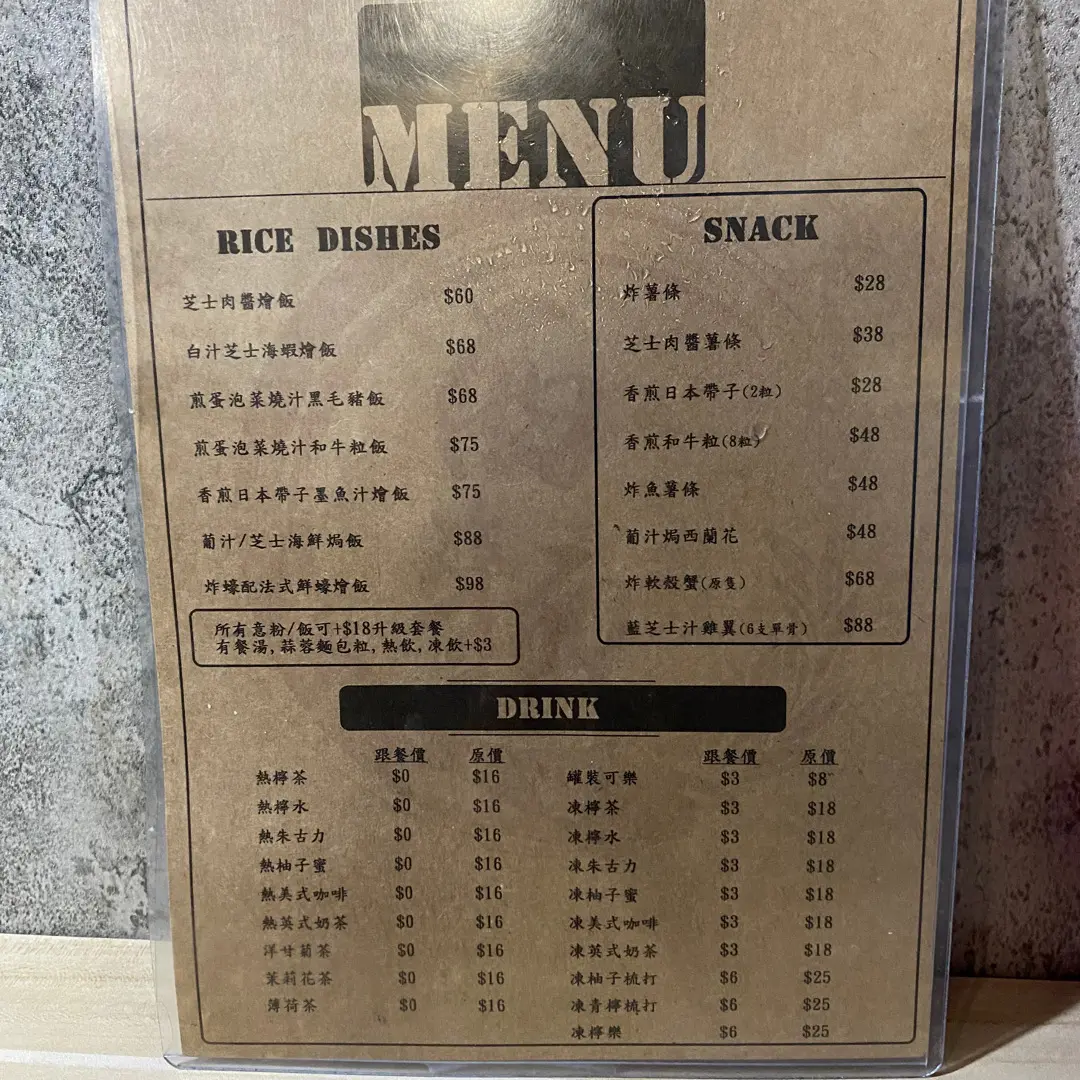 MENU
RICE DISHES
芝士肉醬燴飯 $60
白汁芝士海蝦燴飯 $68
煎蛋泡菜燒汁黑毛豬飯 $68
煎蛋泡菜燒汁和牛粒飯 $75
香煎日本帶子墨魚汁燴飯 $75
葡汁/芝士海鮮焗飯 $88
炸蠔配法式鮮蠔燴飯 $98
所有意粉/飯可+$18升級套餐
有餐湯,蒜蓉麵包粒,熱飲,凍飲+$3
SNACK
炸薯條 $28
芝士肉醬薯條 $38
香煎日本帶子(2粒) $28
香煎和牛粒(8粒) $48
炸魚薯條 $48
葡汁焗西蘭花 $48
炸軟殼蟹(原隻) $68
藍芝士汁雞翼(6支單骨) $88
DRINK
跟餐價 原價
熱檸茶 $0 $16
熱檸水 $0 $16
熱朱古力 $0 $16
熱柚子蜜 $0 $16
熱美式咖啡 $0 $16
熱英式奶茶 $0 $16
洋甘菊茶 $0 $16
茉莉花茶 $0 $16
薄荷茶 $0 $16
跟餐價 原價
罐裝可樂 $3 $8
凍檸茶 $3 $18
凍檸水 $3 $18
凍朱古力 $3 $18
凍柚子蜜 $3 $18
凍美式咖啡 $3 $18
凍英式奶茶 $3 $18
凍柚子梳打 $6 $25
凍青檸梳打 $6 $25
凍檸樂 $6 $25